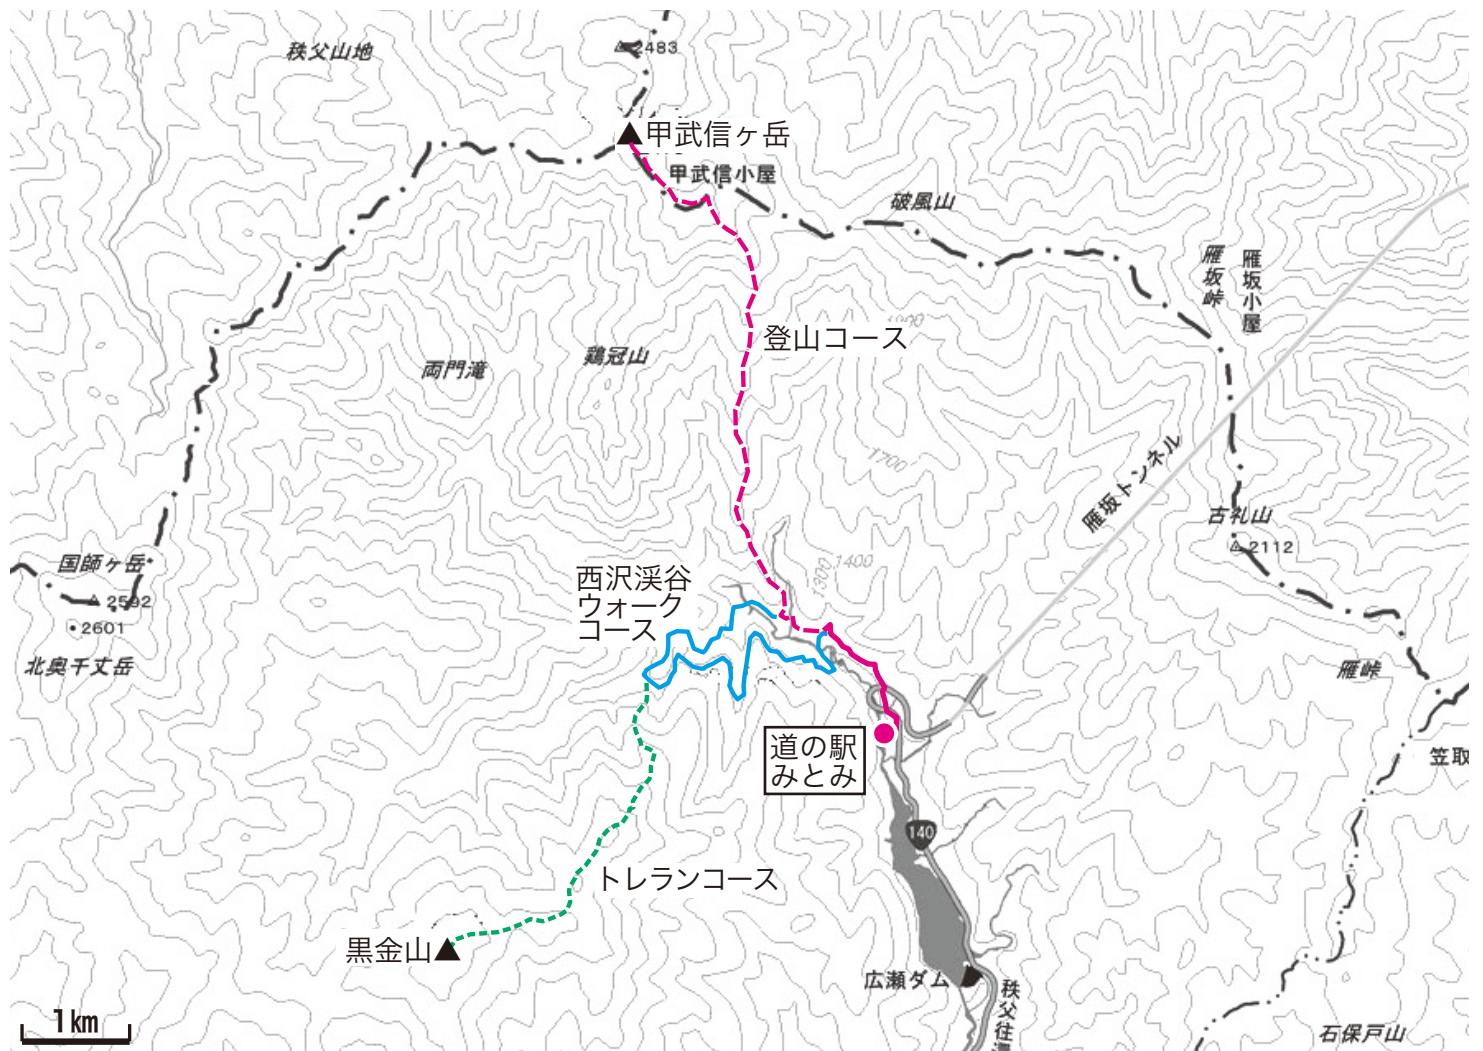 秩父山地
2483
甲武信ヶ岳
甲武信小屋
破風山
雁坂峠
雁坂小屋
登山コース
両門滝
鶏冠山
1700
雁坂トンネル
古礼山
2112
国師ヶ岳
2592
2601
北奥千丈岳
1300
1400
西沢渓谷
ウォーク
コース
雁峠
道の駅
みとみ
笠取
140
トレランコース
黒金山
広瀬ダム
秩父往還
石保戸山
1km